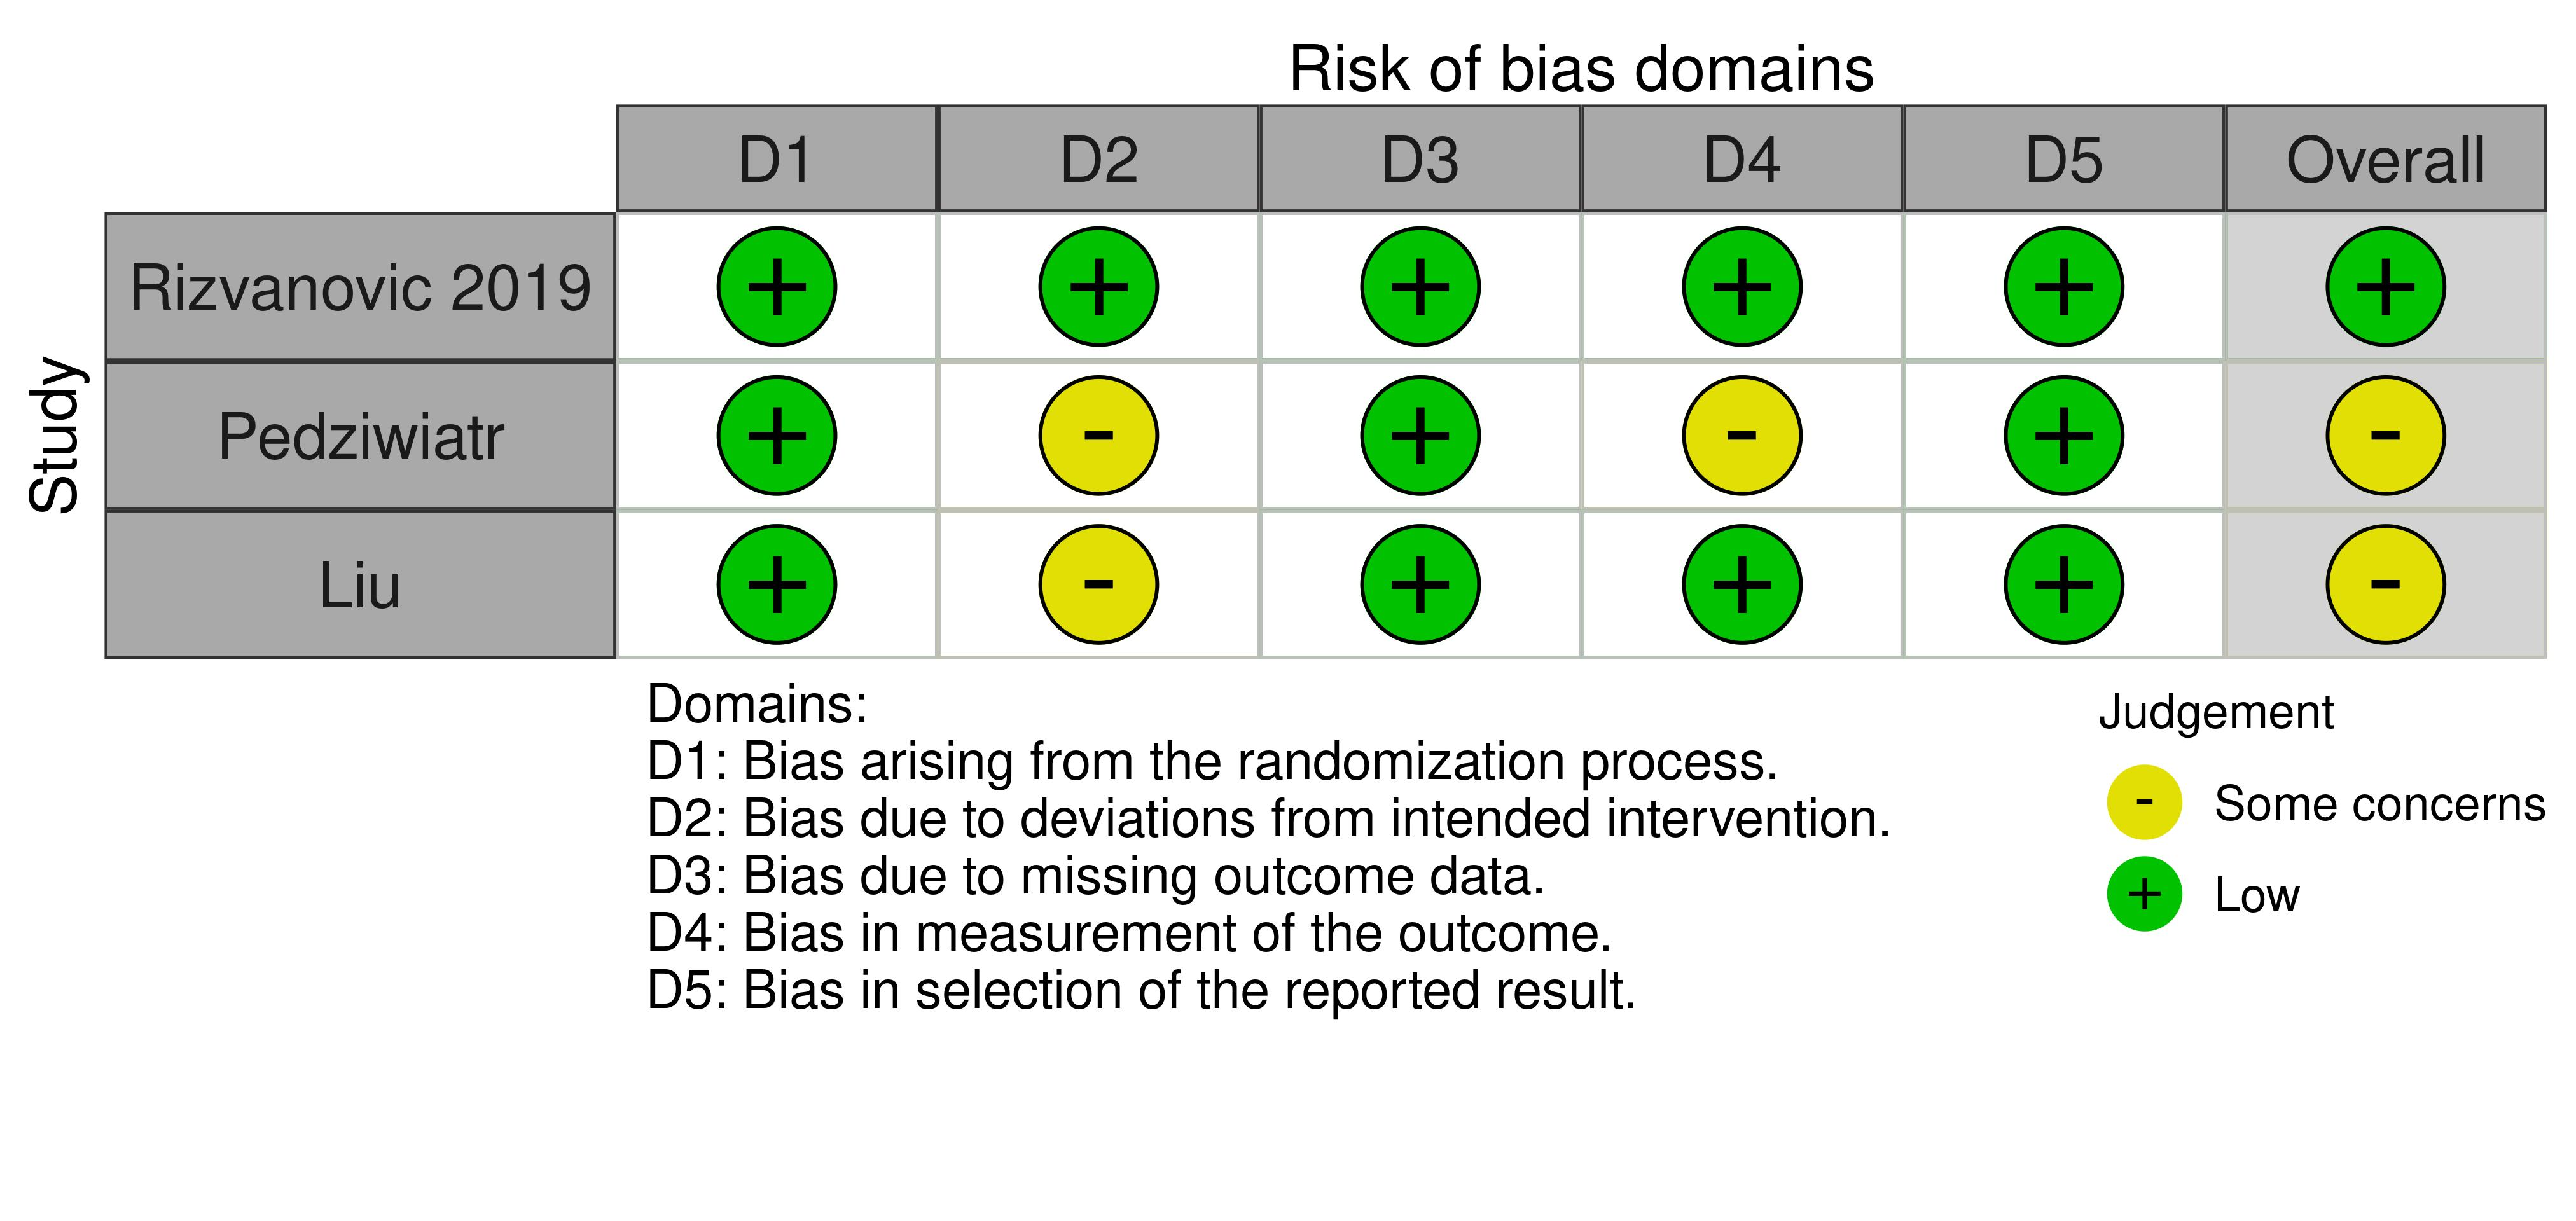 Risk of bias domains
D1 D2 D3 D4 D5 Overall
Study
Rizvanovic 2019 + + + + + +
Pedziwiatr + - + - + -
Liu + - + + + -
Domains:
D1: Bias arising from the randomization process.
D2: Bias due to deviations from intended intervention.
D3: Bias due to missing outcome data.
D4: Bias in measurement of the outcome.
D5: Bias in selection of the reported result.
Judgement
- Some concerns
+ Low